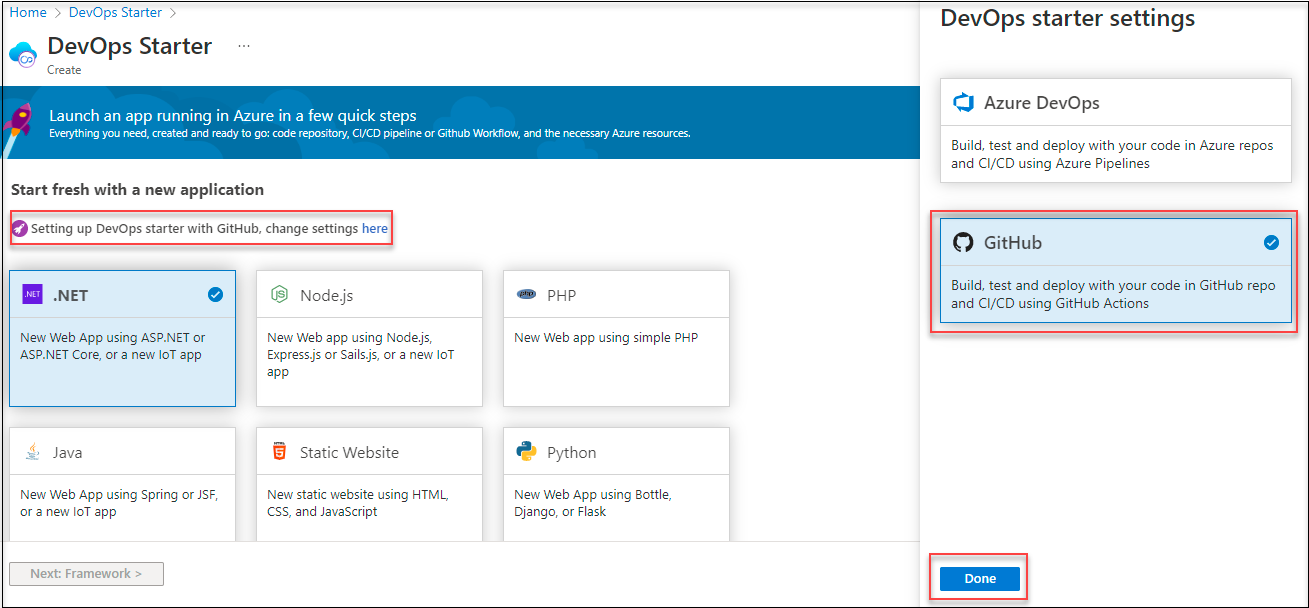 Home > DevOps Starter >
DevOps Starter ...
Create
Launch an app running in Azure in a few quick steps
Everything you need, created and ready to go: code repository, CI/CD pipeline or Github Workflow, and the necessary Azure resources.
Start fresh with a new application
Setting up DevOps starter with GitHub, change settings here
.NET .NET
New Web App using ASP.NET or
ASP.NET Core, or a new IoT app
JS Node.js
New Web app using Node.js,
Express.js or Sails.js, or a new IoT
app
php PHP
New Web app using simple PHP
Java
New Web App using Spring or JSF,
or a new IoT app
5 Static Website
New static website using HTML,
CSS, and JavaScript
Python
New Web App using Bottle,
Django, or Flask
Next: Framework >
DevOps starter settings
Azure DevOps
Build, test and deploy with your code in Azure repos
and CI/CD using Azure Pipelines
GitHub
Build, test and deploy with your code in GitHub repo
and CI/CD using GitHub Actions
Done